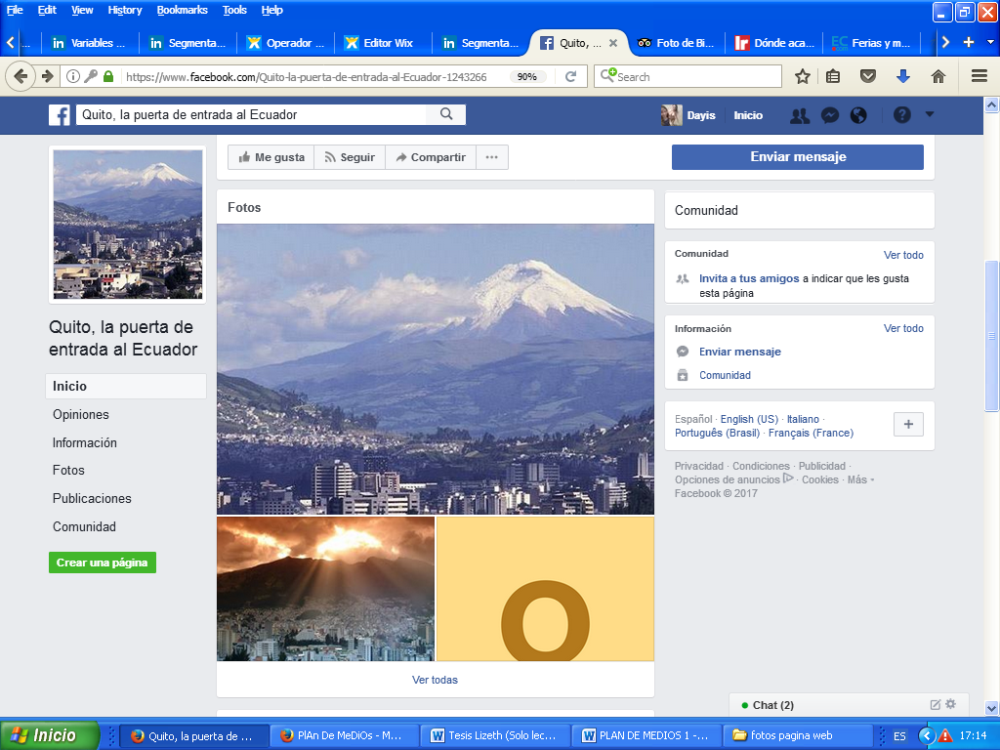 File Edit View History Bookmarks Tools Help
... Variables ... Segmenta... Operador ... Editor Wix Segmenta... Quito, ... Foto de Bi... Dónde aca... Ferias y m...
https://www.facebook.com/Quito-la-puerta-de-entrada-al-Ecuador-1243266 90% Search
Quito, la puerta de entrada al Ecuador Dayis Inicio
Me gusta Seguir Compartir ... Enviar mensaje
Quito, la puerta de
entrada al Ecuador
Inicio
Opiniones
Información
Fotos
Publicaciones
Comunidad
Crear una página
Fotos
O
Ver todas
Comunidad
Comunidad Ver todo
Invita a tus amigos a indicar que les gusta
esta página
Información Ver todo
Enviar mensaje
Comunidad
Español · English (US) · Italiano ·
Português (Brasil) · Français (France)
+
Privacidad · Condiciones · Publicidad ·
Opciones de anuncios · Cookies · Más
Facebook © 2017
Chat (2)
Inicio Quito, la puerta de ... PlAn De MeDiOs - M... Tesis Lizeth (Solo lec... PLAN DE MEDIOS 1 -... fotos pagina web ES 17:14